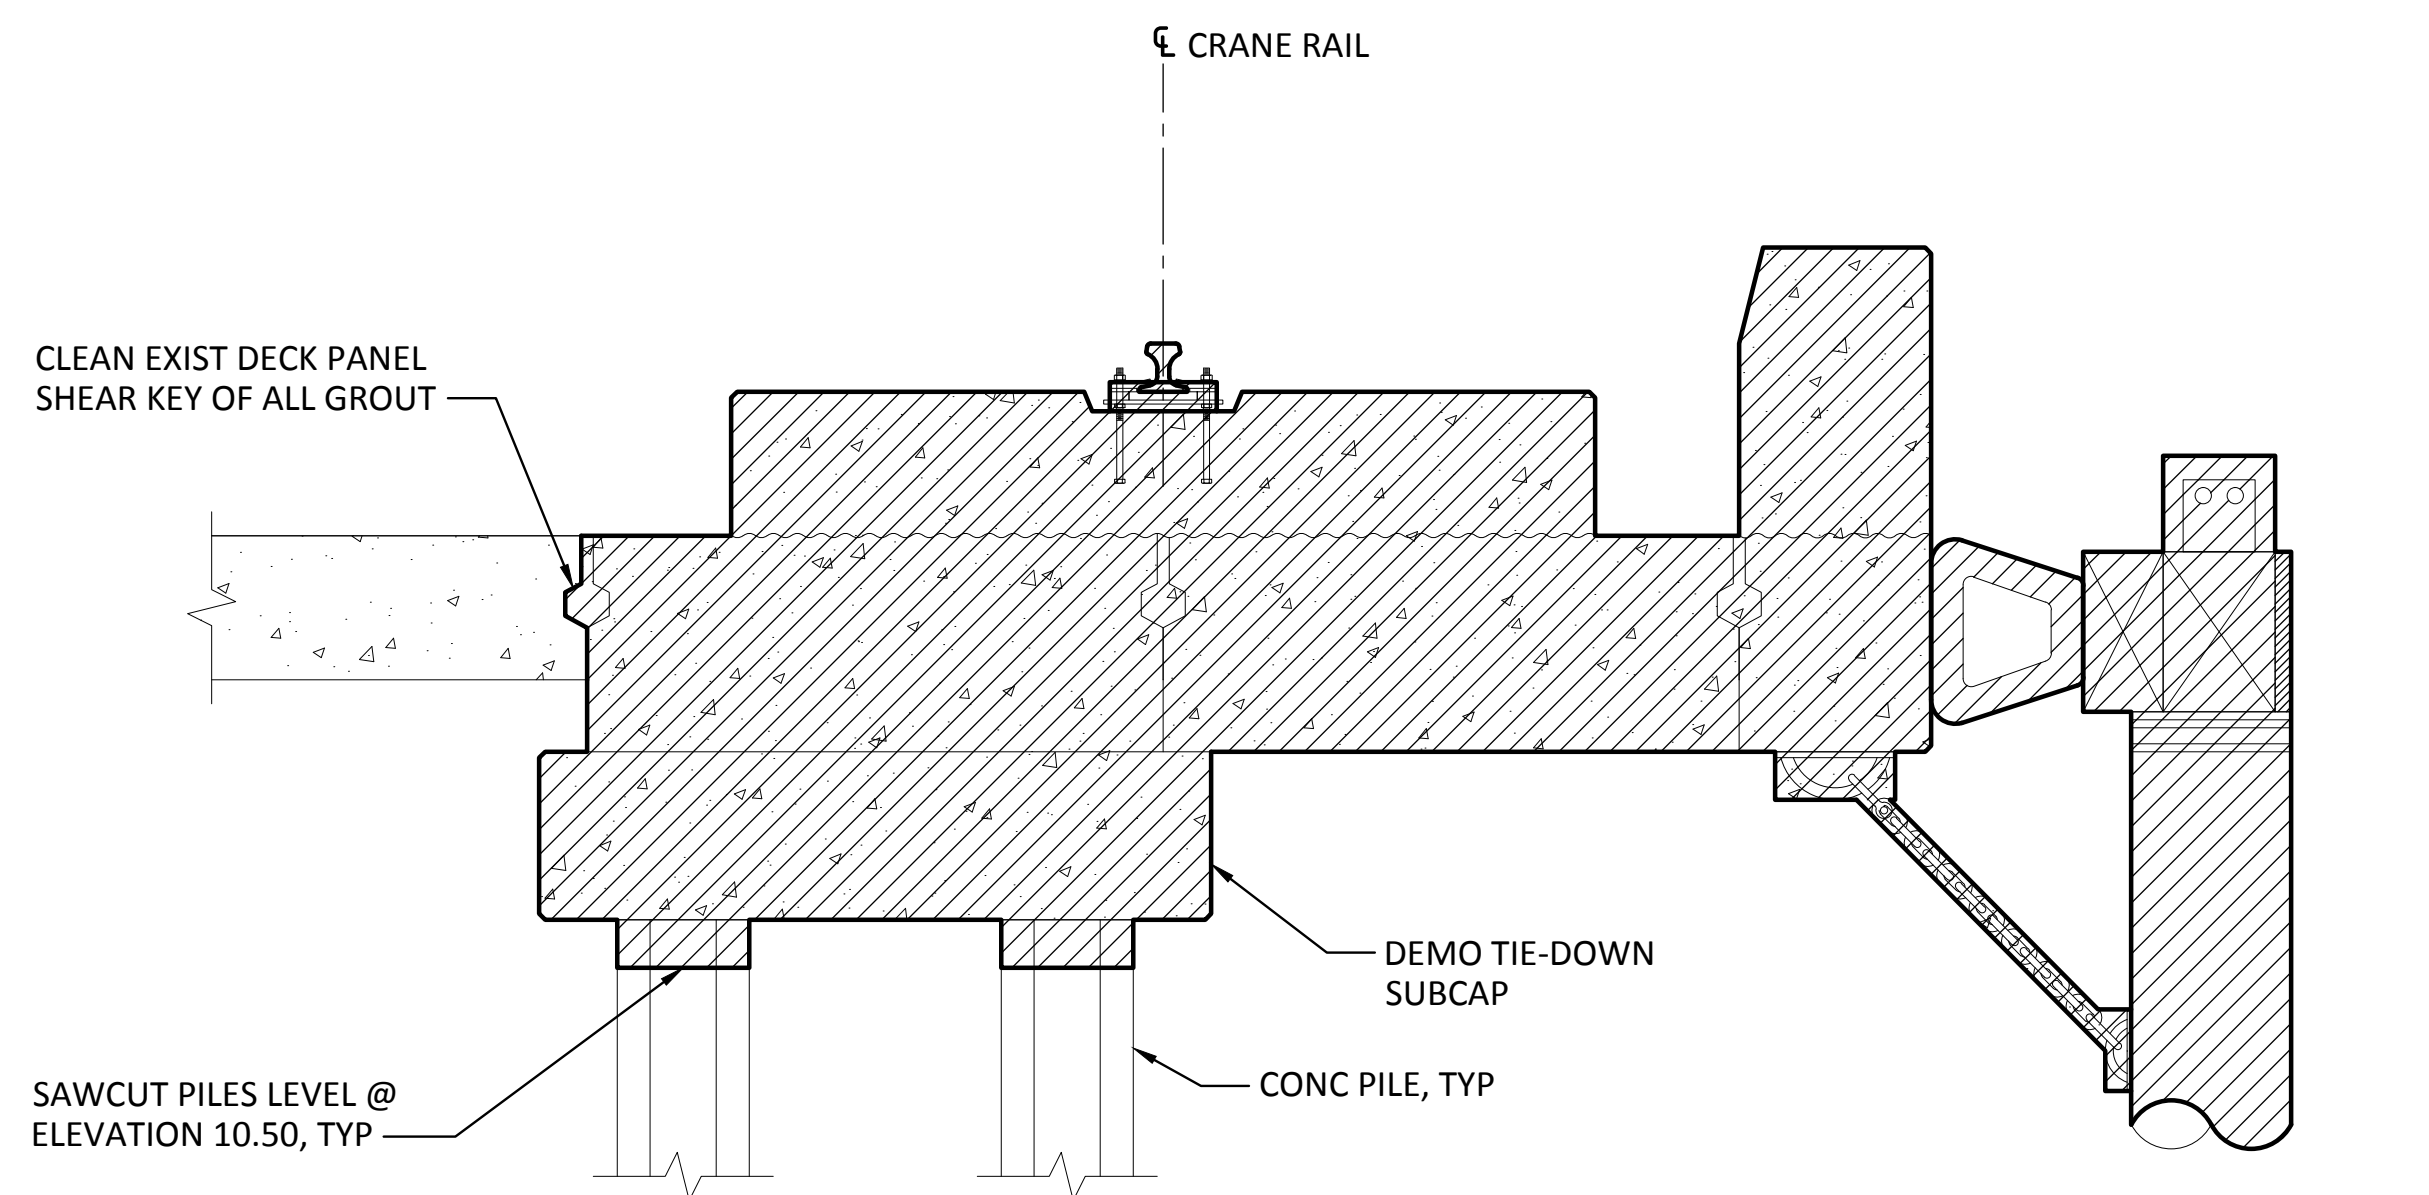 ℄ CRANE RAIL
CLEAN EXIST DECK PANEL
SHEAR KEY OF ALL GROUT
DEMO TIE-DOWN
SUBCAP
CONC PILE, TYP
SAWCUT PILES LEVEL @
ELEVATION 10.50, TYP